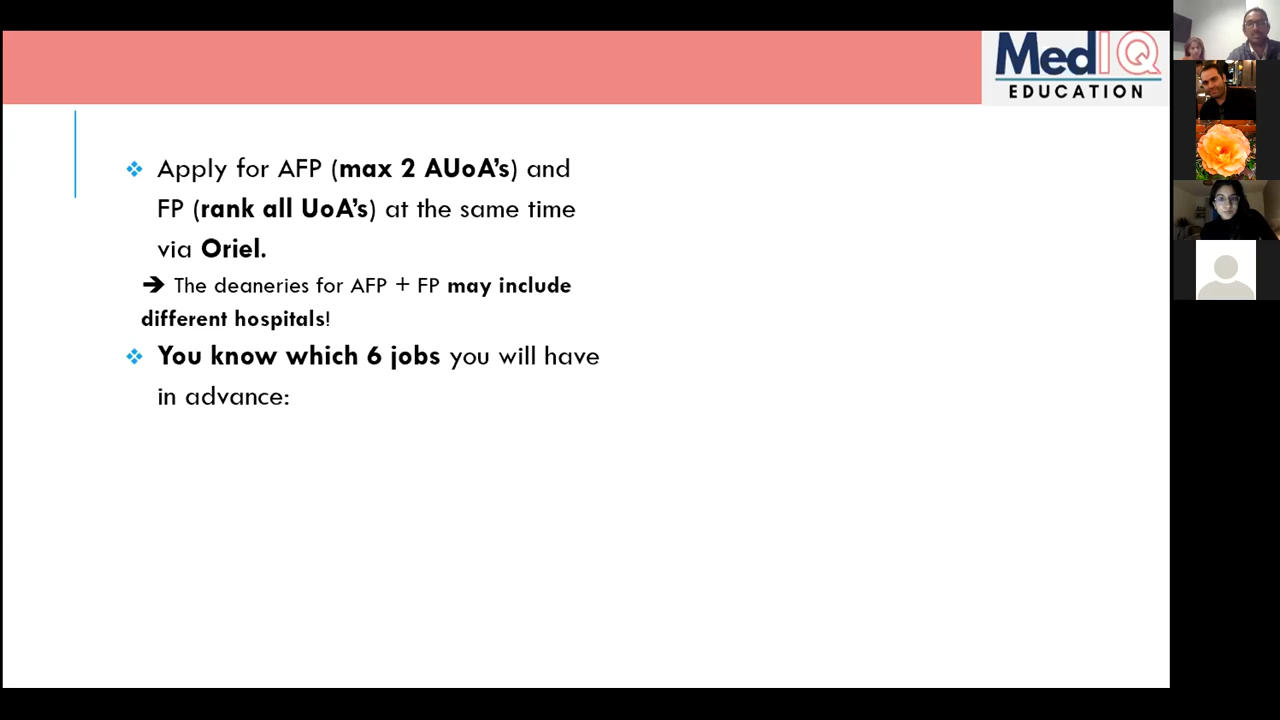 MedIQ
EDUCATION
❖ Apply for AFP (max 2 AUoA’s) and
FP (rank all UoA’s) at the same time
via Oriel.
➔ The deaneries for AFP + FP may include
different hospitals!
❖ You know which 6 jobs you will have
in advance: